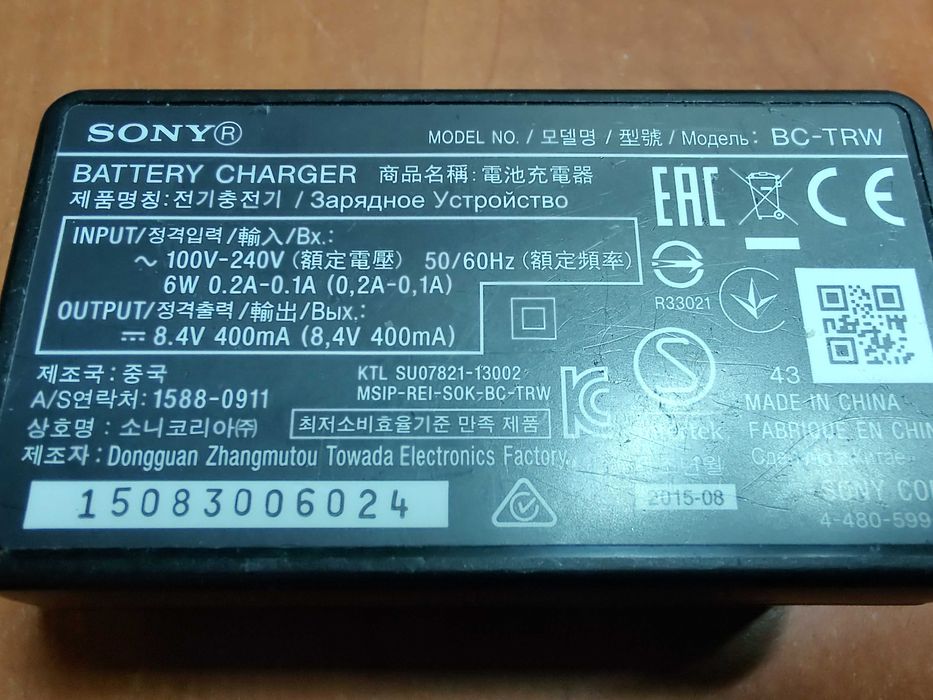 SONY®
MODEL NO. / 모델명 / 型號 / Модель: BC-TRW
BATTERY CHARGER 商品名稱:電池充電器
제품명칭:전기충전기 / Зарядное Устройство
INPUT/정격입력/輸入/Вх.:
~ 100V-240V (額定電壓) 50/60Hz (額定頻率)
6W 0.2A-0.1A (0,2A-0,1A)
OUTPUT/정격출력/輸出/Вых.:
⎓ 8.4V 400mA (8,4V 400mA)
EAC
CE
R33021
제조국:중국
A/S연락처:1588-0911
상호명 : 소니코리아㈜
KTL SU07821-13002
MSIP-REI-SOK-BC-TRW
최저소비효율기준 만족 제품
제조자: Dongguan Zhangmutou Towada Electronics Factory
15083006024
S
2015-08
43
MADE IN CHINA
FABRIQUÉ EN
SONY
4-480-599